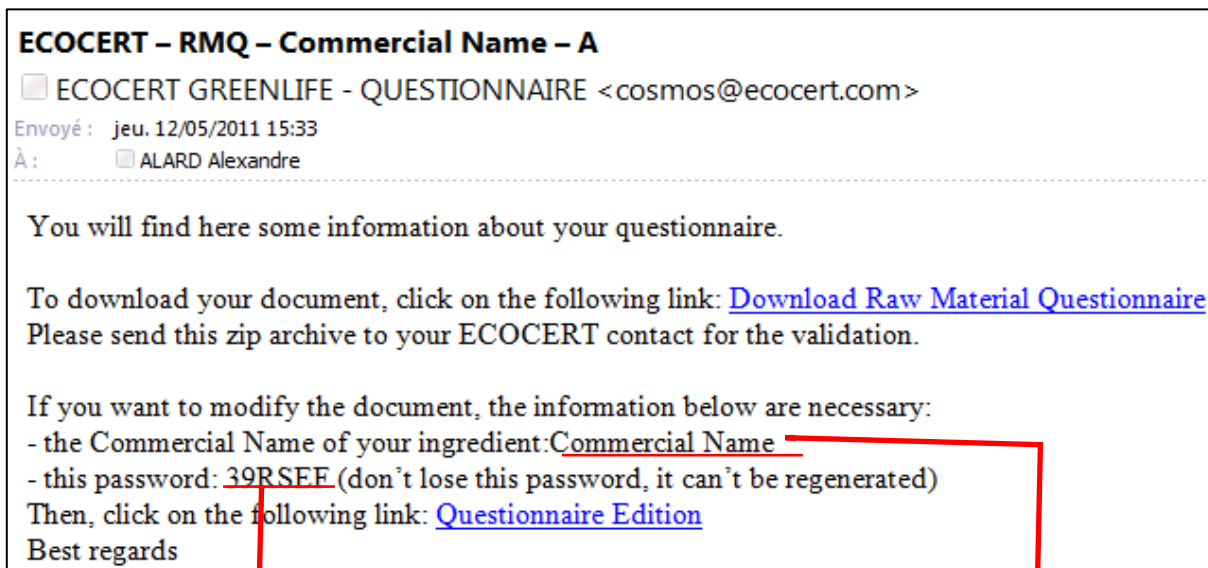 ECOCERT – RMQ – Commercial Name – A
ECOCERT GREENLIFE - QUESTIONNAIRE <cosmos@ecocert.com>
Envoyé : jeu. 12/05/2011 15:33
À : ALARD Alexandre
You will find here some information about your questionnaire.
To download your document, click on the following link: Download Raw Material Questionnaire
Please send this zip archive to your ECOCERT contact for the validation.
If you want to modify the document, the information below are necessary:
- the Commercial Name of your ingredient:Commercial Name
- this password: 39RSEF (don't lose this password, it can't be regenerated)
Then, click on the following link: Questionnaire Edition
Best regards